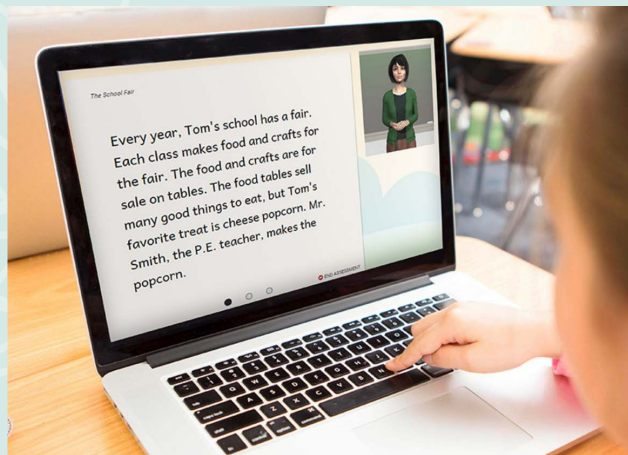 The School Fair
Every year, Tom's school has a fair.
Each class makes food and crafts for
the fair. The food and crafts are for
sale on tables. The food tables sell
many good things to eat, but Tom's
favorite treat is cheese popcorn. Mr.
Smith, the P.E. teacher, makes the
popcorn.
END ASSESSMENT